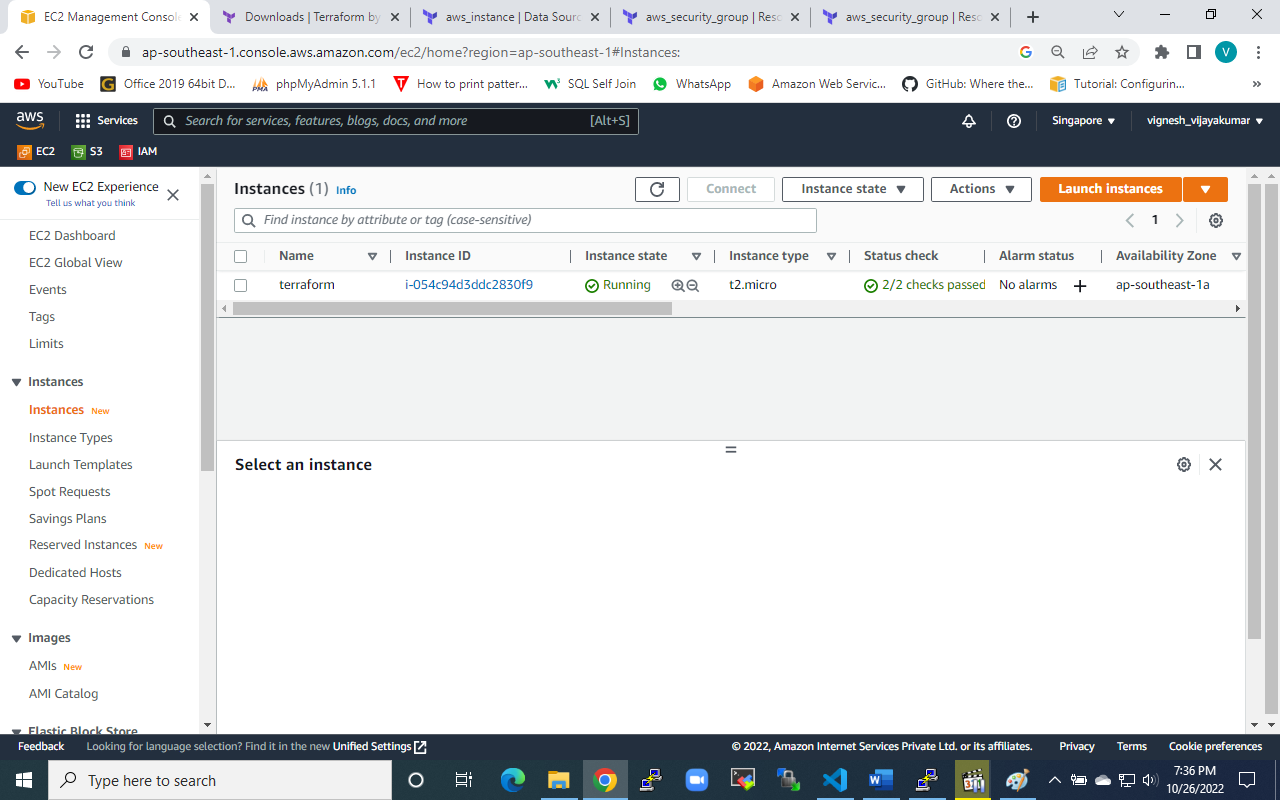 EC2 Management Console
Downloads | Terraform by
aws_instance | Data Sourc
aws_security_group | Reso
aws_security_group | Reso
ap-southeast-1.console.aws.amazon.com/ec2/home?region=ap-southeast-1#Instances:
V
YouTube
Office 2019 64bit D...
phpMyAdmin 5.1.1
How to print patter...
SQL Self Join
WhatsApp
Amazon Web Servic...
GitHub: Where the...
Tutorial: Configurin...
»
aws
Services
Search for services, features, blogs, docs, and more
[Alt+S]
Singapore
vignesh_vijayakumar
EC2
S3
IAM
New EC2 Experience
Tell us what you think
EC2 Dashboard
EC2 Global View
Events
Tags
Limits
Instances
Instances New
Instance Types
Launch Templates
Spot Requests
Savings Plans
Reserved Instances New
Dedicated Hosts
Capacity Reservations
Images
AMIs New
AMI Catalog
Elastic Block Store
Instances (1) Info
Connect
Instance state
Actions
Launch instances
Find instance by attribute or tag (case-sensitive)
1
Name
Instance ID
Instance state
Instance type
Status check
Alarm status
Availability Zone
terraform
i-054c94d3ddc2830f9
Running
t2.micro
2/2 checks passed
No alarms
ap-southeast-1a
Select an instance
Feedback
Looking for language selection? Find it in the new Unified Settings
© 2022, Amazon Internet Services Private Ltd. or its affiliates.
Privacy
Terms
Cookie preferences
Type here to search
7:36 PM
10/26/2022